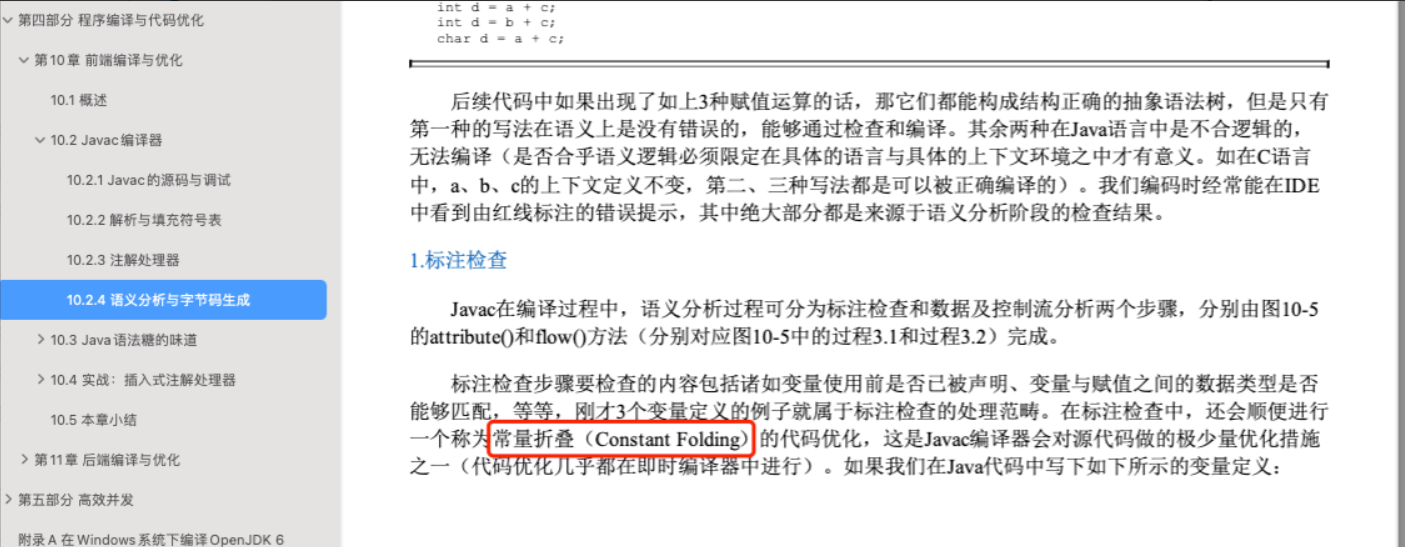 第四部分 程序编译与代码优化
第10章 前端编译与优化
10.1 概述
10.2 Javac编译器
10.2.1 Javac的源码与调试
10.2.2 解析与填充符号表
10.2.3 注解处理器
10.2.4 语义分析与字节码生成
10.3 Java语法糖的味道
10.4 实战：插入式注解处理器
10.5 本章小结
第11章 后端编译与优化
第五部分 高效并发
附录A 在Windows系统下编译OpenJDK 6
int d = a + c;
int d = b + c;
char d = a + c;
后续代码中如果出现了如上3种赋值运算的话，那它们都能构成结构正确的抽象语法树，但是只有
第一种的写法在语义上是没有错误的，能够通过检查和编译。其余两种在Java语言中是不合逻辑的，
无法编译（是否合乎语义逻辑必须限定在具体的语言与具体的上下文环境之中才有意义。如在C语言
中，a、b、c的上下文定义不变，第二、三种写法都是可以被正确编译的）。我们编码时经常能在IDE
中看到由红线标注的错误提示，其中绝大部分都是来源于语义分析阶段的检查结果。
1.标注检查
Javac在编译过程中，语义分析过程可分为标注检查和数据及控制流分析两个步骤，分别由图10-5
的attribute()和flow()方法（分别对应图10-5中的过程3.1和过程3.2）完成。
标注检查步骤要检查的内容包括诸如变量使用前是否已被声明、变量与赋值之间的数据类型是否
能够匹配，等等，刚才3个变量定义的例子就属于标注检查的处理范畴。在标注检查中，还会顺便进行
一个称为常量折叠（Constant Folding）的代码优化，这是Javac编译器会对源代码做的极少量优化措施
之一（代码优化几乎都在即时编译器中进行）。如果我们在Java代码中写下如下所示的变量定义：